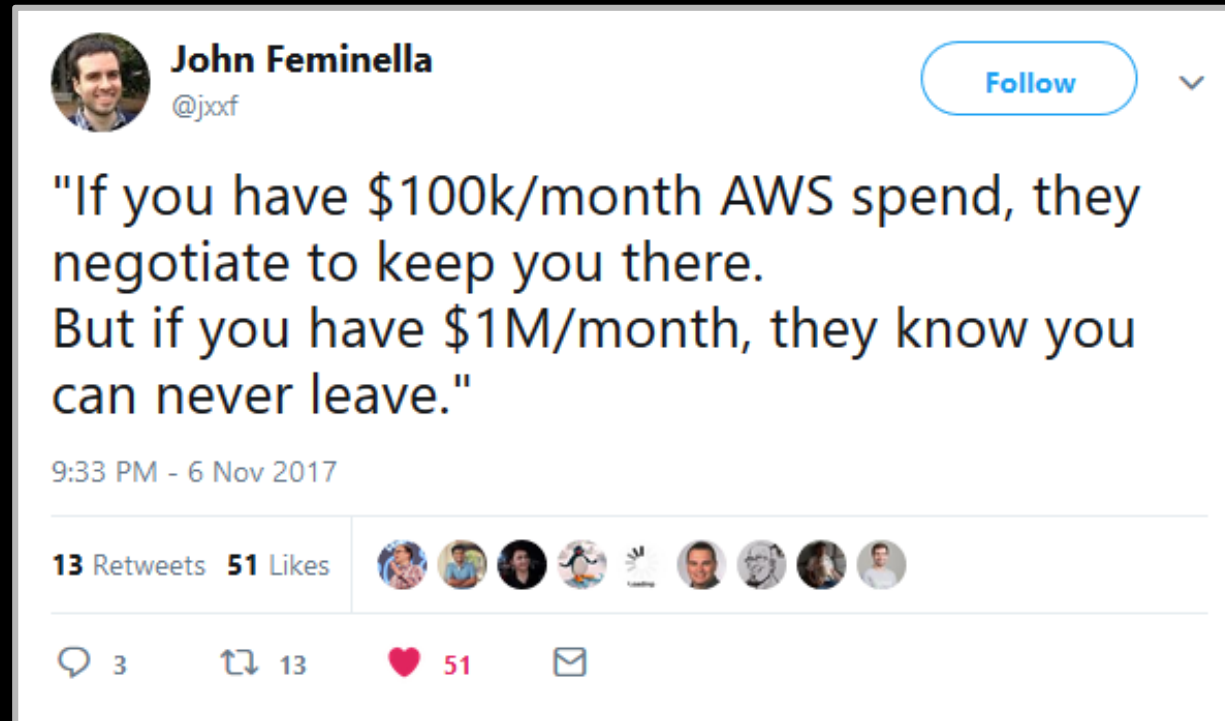 John Feminella
@jxxf
Follow
"If you have $100k/month AWS spend, they
negotiate to keep you there.
But if you have $1M/month, they know you
can never leave."
9:33 PM - 6 Nov 2017
13 Retweets 51 Likes
3 13 51